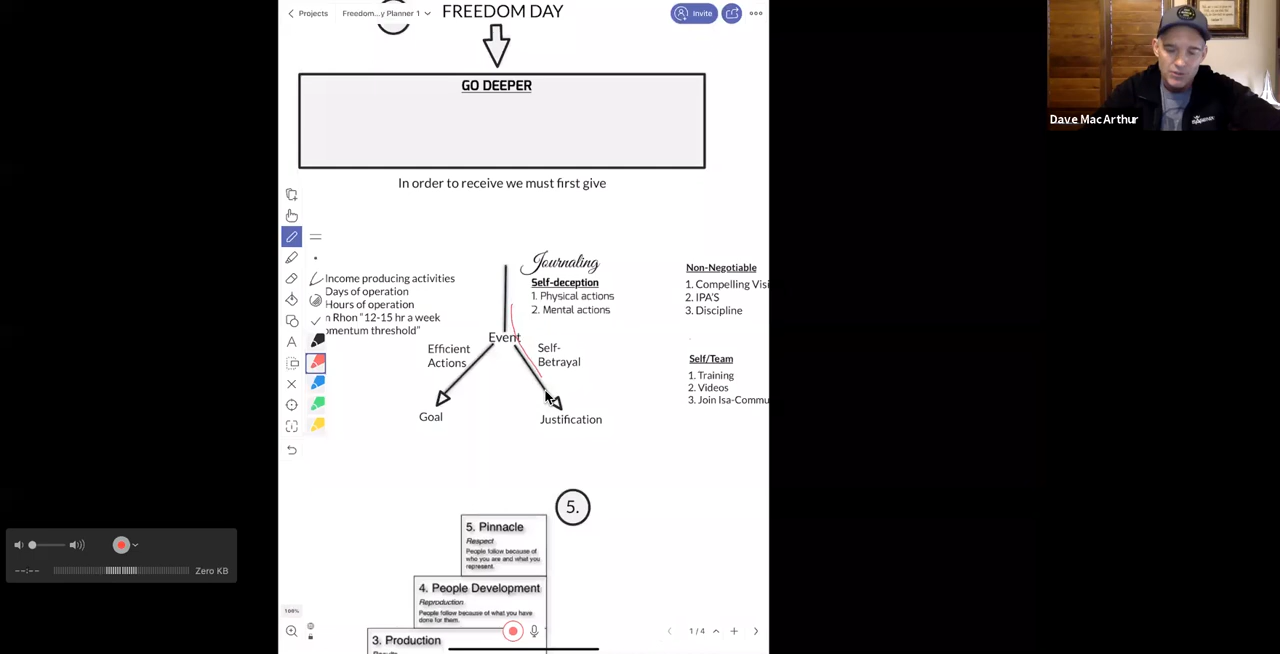 Projects
Freedom...y Planner 1
FREEDOM DAY
Invite
GO DEEPER
In order to receive we must first give
Journaling
Self-deception
1. Physical actions
2. Mental actions
Income producing activities
Days of operation
Hours of operation
n Rhon "12-15 hr a week
omentum threshold"
Non-Negotiable
1. Compelling Visi
2. IPA'S
3. Discipline
Event
Efficient
Actions
Self-
Betrayal
Goal
Justification
Self/Team
1. Training
2. Videos
3. Join Isa-Commu
A
5.
5. Pinnacle
Respect
People follow because of
who you are and what you
represent.
4. People Development
Reproduction
People follow because of what you have
done for them.
3. Production
Results
100%
1 / 4
--:--
Zero KB
Dave MacArthur